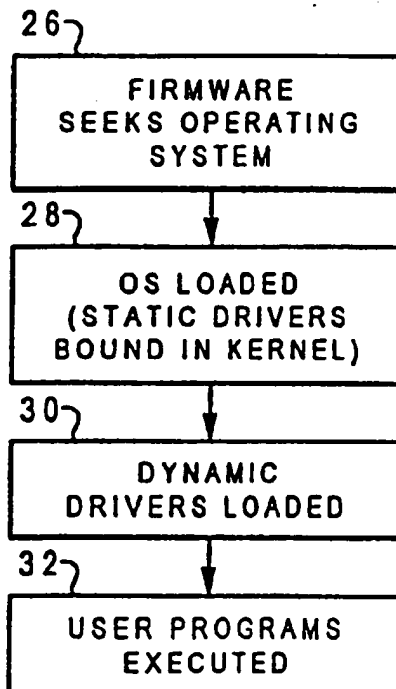 26
FIRMWARE
SEEKS OPERATING
SYSTEM
28
OS LOADED
(STATIC DRIVERS
BOUND IN KERNEL)
30
DYNAMIC
DRIVERS LOADED
32
USER PROGRAMS
EXECUTED